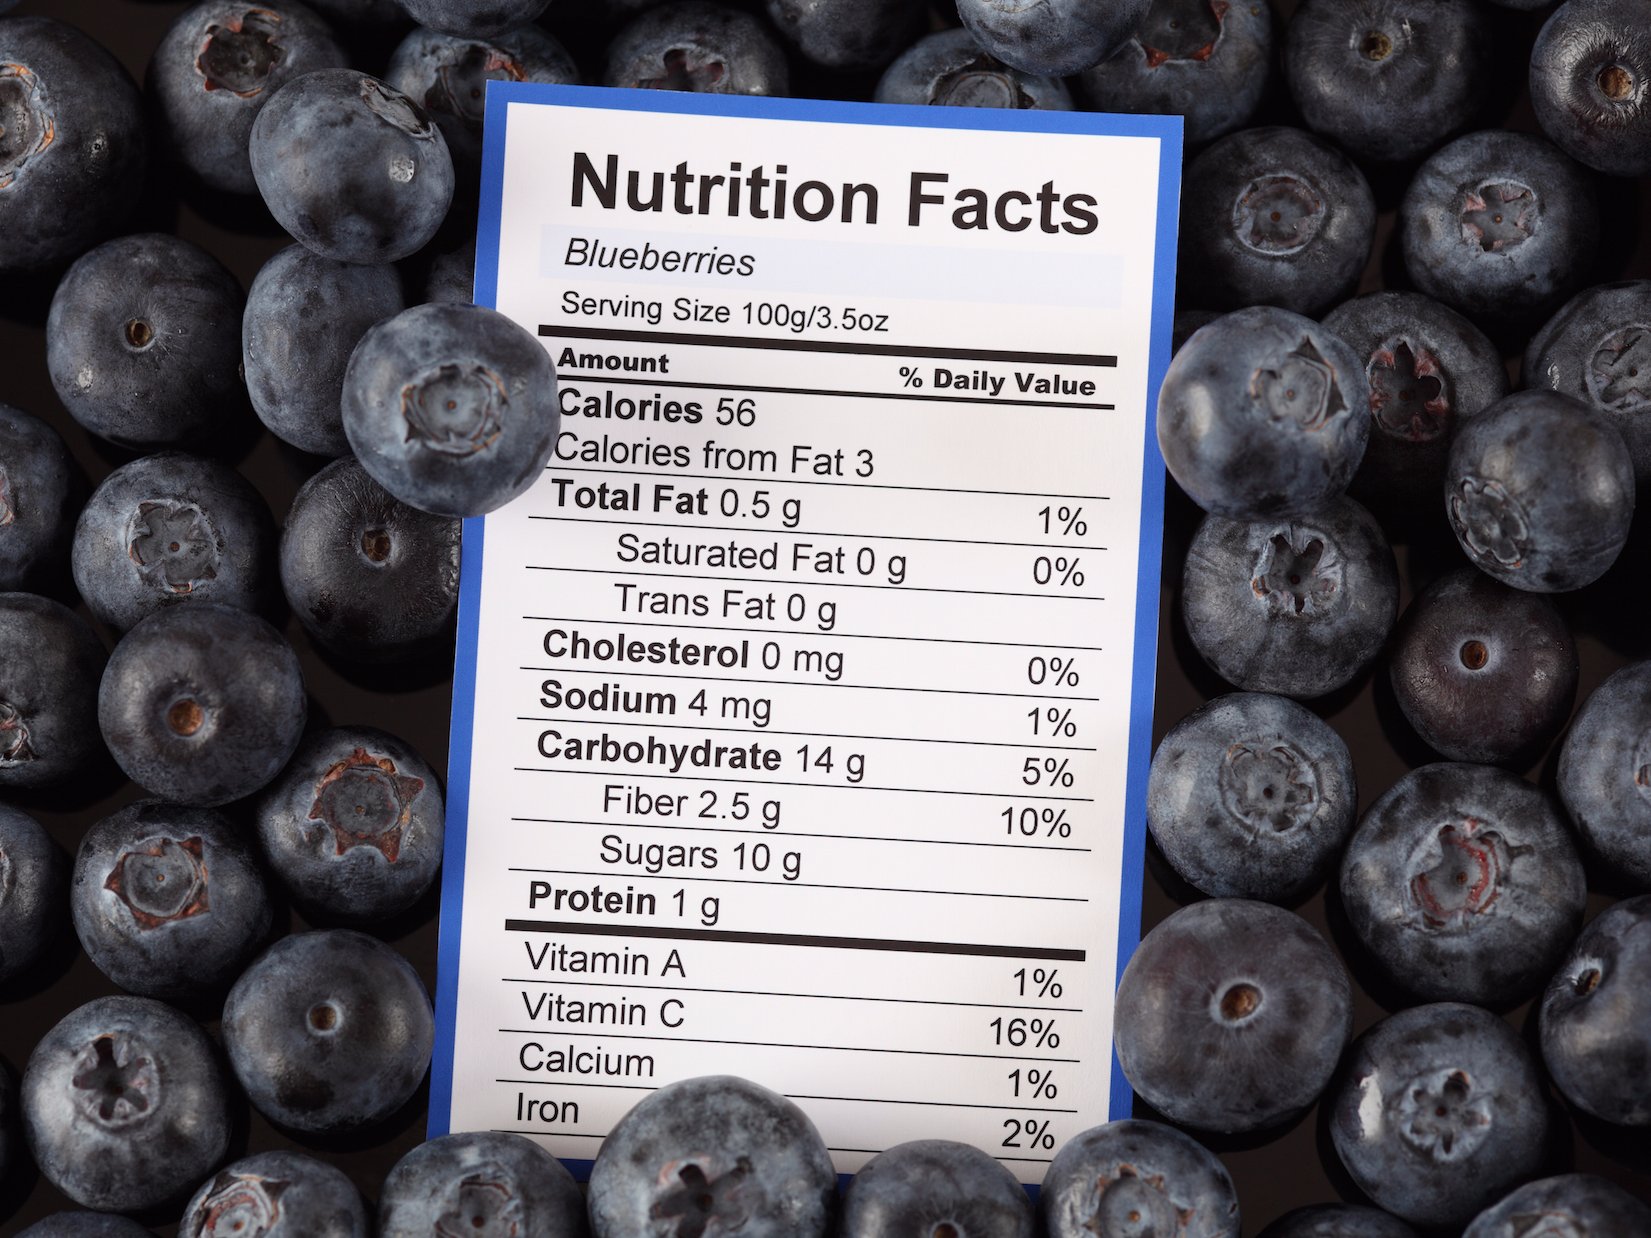 Nutrition Facts
Blueberries
Serving Size 100g/3.5oz
Amount % Daily Value
Calories 56
Calories from Fat 3
Total Fat 0.5 g 1%
Saturated Fat 0 g 0%
Trans Fat 0 g
Cholesterol 0 mg 0%
Sodium 4 mg 1%
Carbohydrate 14 g 5%
Fiber 2.5 g 10%
Sugars 10 g
Protein 1 g
Vitamin A 1%
Vitamin C 16%
Calcium 1%
Iron 2%